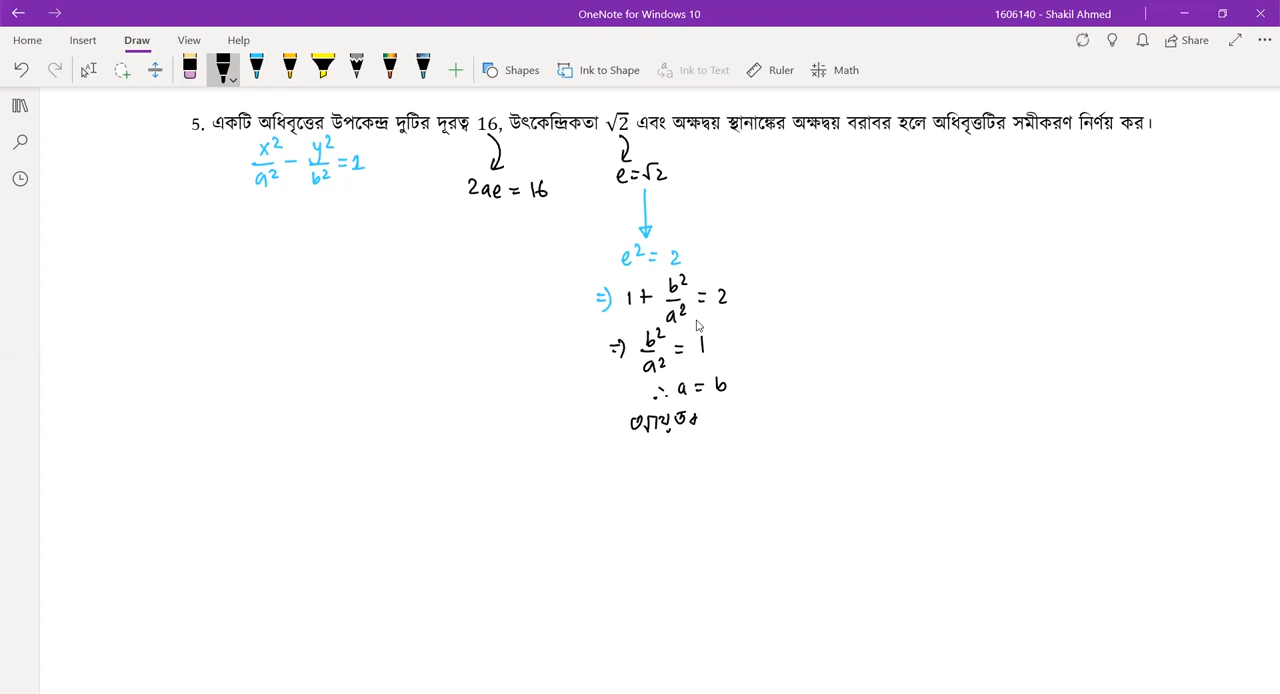 OneNote for Windows 10
1606140 - Shakil Ahmed
Home Insert Draw View Help
Share
Shapes Ink to Shape Ink to Text Ruler Math
5. একটি অধিবৃত্তের উপকেন্দ্র দুটির দূরত্ব 16, উৎকেন্দ্রিকতা √2 এবং অক্ষদ্বয় স্থানাঙ্কের অক্ষদ্বয় বরাবর হলে অধিবৃত্তটির সমীকরণ নির্ণয় কর।
x²/a² − y²/b² = 1
2ae = 16
e = √2
e² = 2
⇒ 1 + b²/a² = 2
⇒ b²/a² = 1
∴ a = b